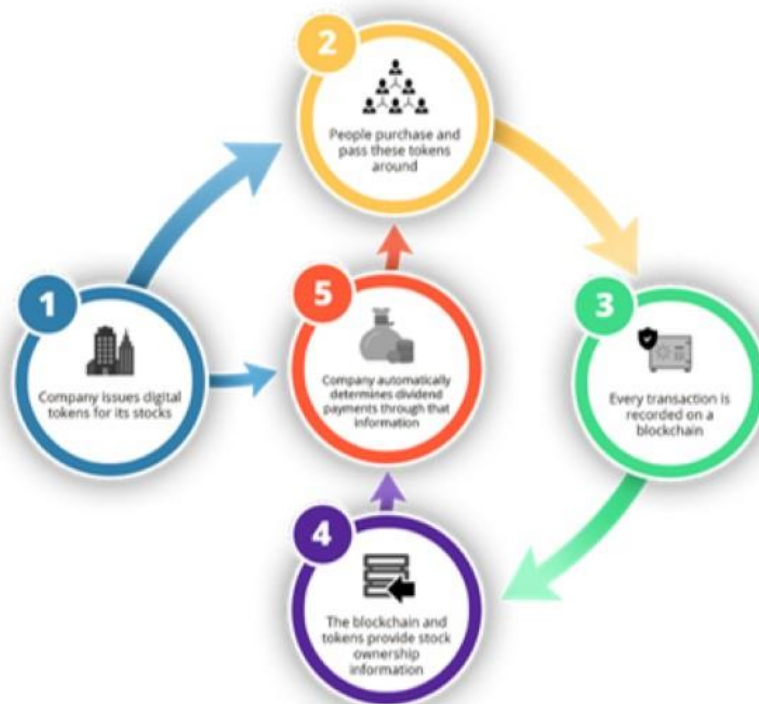 2
People purchase and
pass these tokens
around
1
Company issues digital
tokens for its stocks
5
Company automatically
determines dividend
payments through that
information
3
Every transaction is
recorded on a
blockchain
4
The blockchain and
tokens provide stock
ownership
information